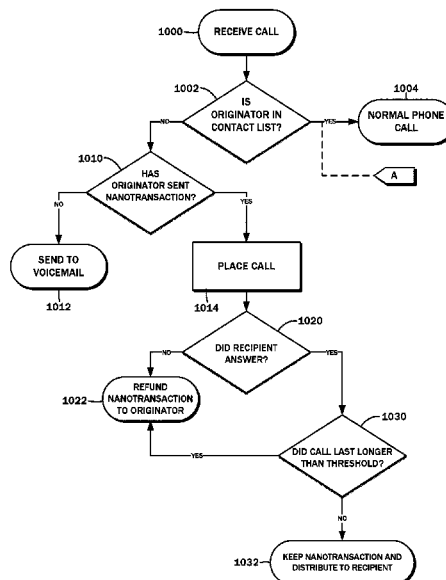 1000
RECEIVE CALL
1002
IS
ORIGINATOR IN
CONTACT LIST?
NO
YES
1004
NORMAL PHONE
CALL
A
1010
HAS
ORIGINATOR SENT
NANOTRANSACTION?
NO
YES
SEND TO
VOICEMAIL
1012
PLACE CALL
1014
1020
DID RECIPIENT
ANSWER?
NO
YES
REFUND
NANOTRANSACTION
TO ORIGINATOR
1022
1030
DID CALL LAST LONGER
THAN THRESHOLD?
YES
NO
KEEP NANOTRANSACTION AND
DISTRIBUTE TO RECIPIENT
1032